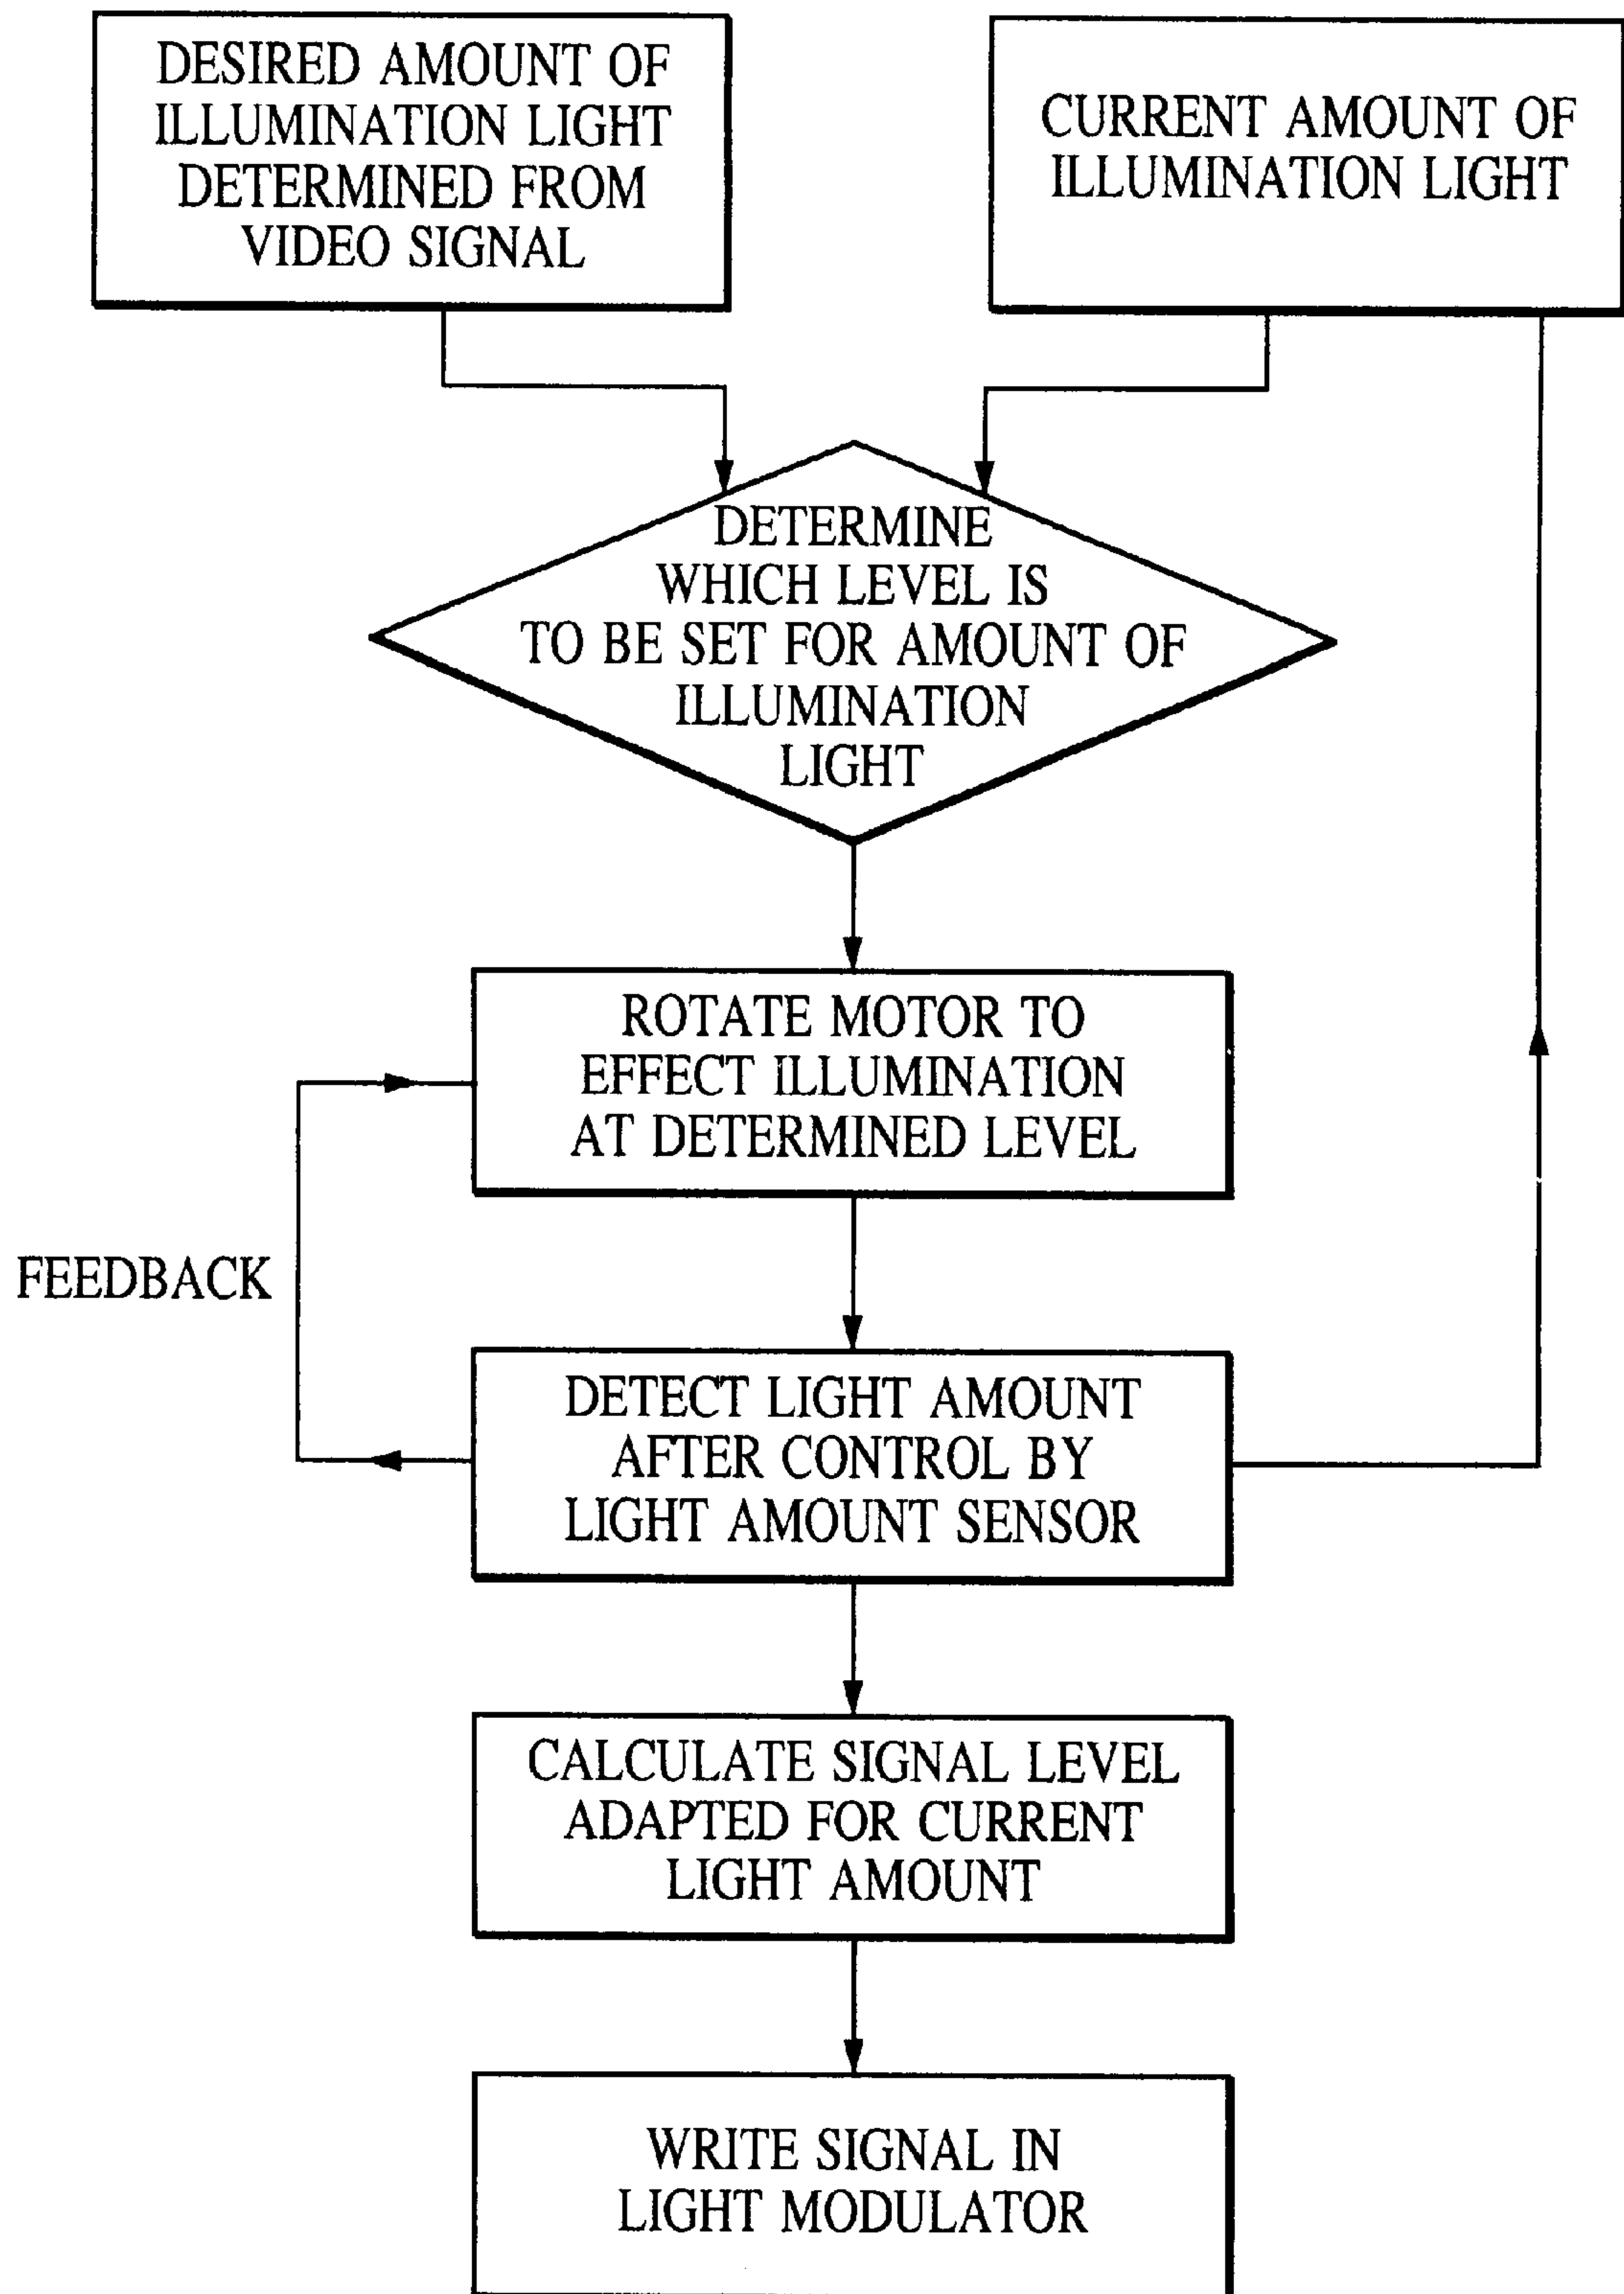 DESIRED AMOUNT OF
ILLUMINATION LIGHT
DETERMINED FROM
VIDEO SIGNAL
CURRENT AMOUNT OF
ILLUMINATION LIGHT
DETERMINE
WHICH LEVEL IS
TO BE SET FOR AMOUNT OF
ILLUMINATION
LIGHT
ROTATE MOTOR TO
EFFECT ILLUMINATION
AT DETERMINED LEVEL
FEEDBACK
DETECT LIGHT AMOUNT
AFTER CONTROL BY
LIGHT AMOUNT SENSOR
CALCULATE SIGNAL LEVEL
ADAPTED FOR CURRENT
LIGHT AMOUNT
WRITE SIGNAL IN
LIGHT MODULATOR